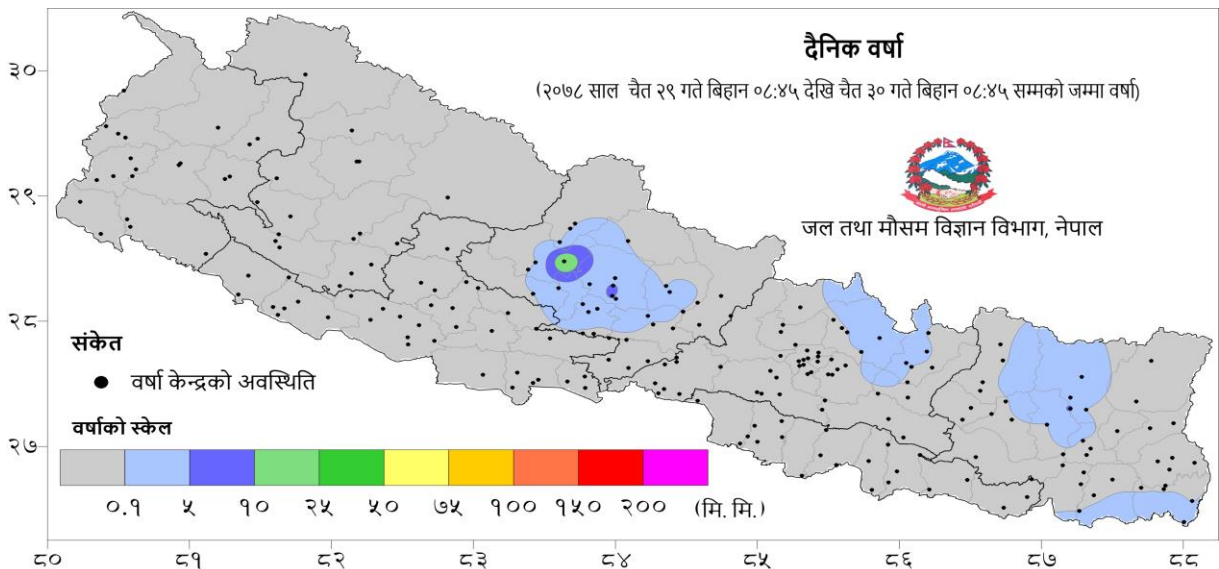 दैनिक वर्षा
(२०७८ साल चैत २९ गते बिहान ०८:४५ देखि चैत ३० गते बिहान ०८:४५ सम्मको जम्मा वर्षा)
जल तथा मौसम विज्ञान विभाग, नेपाल
३०
२९
२८
२७
संकेत
वर्षा केन्द्रको अवस्थिति
वर्षाको स्केल
०.१ ५ १० २५ ५० ७५ १०० १५० २०० (मि.मि.)
८० ८१ ८२ ८३ ८४ ८५ ८६ ८७ ८८